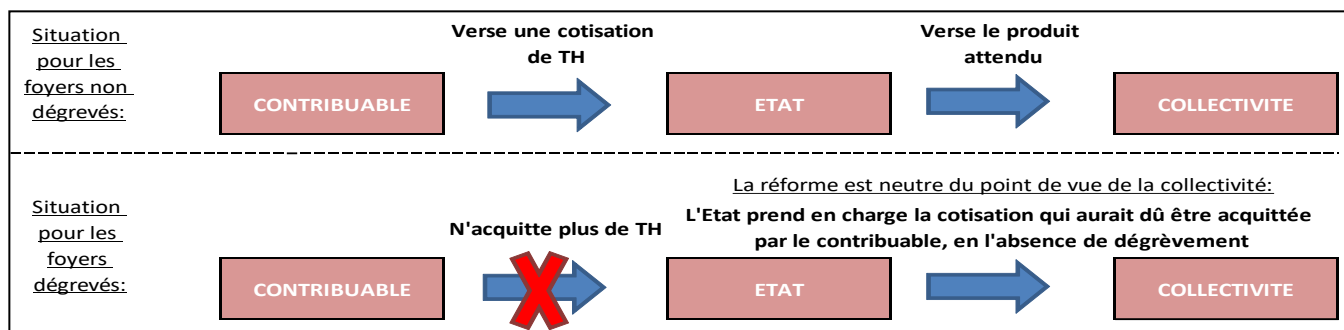 Situation
pour les
foyers non
dégrevés:
Verse une cotisation
de TH
Verse le produit
attendu
CONTRIBUABLE
ETAT
COLLECTIVITE
Situation
pour les
foyers
dégrevés:
N'acquitte plus de TH
La réforme est neutre du point de vue de la collectivité:
L'Etat prend en charge la cotisation qui aurait dû être acquittée
par le contribuable, en l'absence de dégrèvement
CONTRIBUABLE
ETAT
COLLECTIVITE